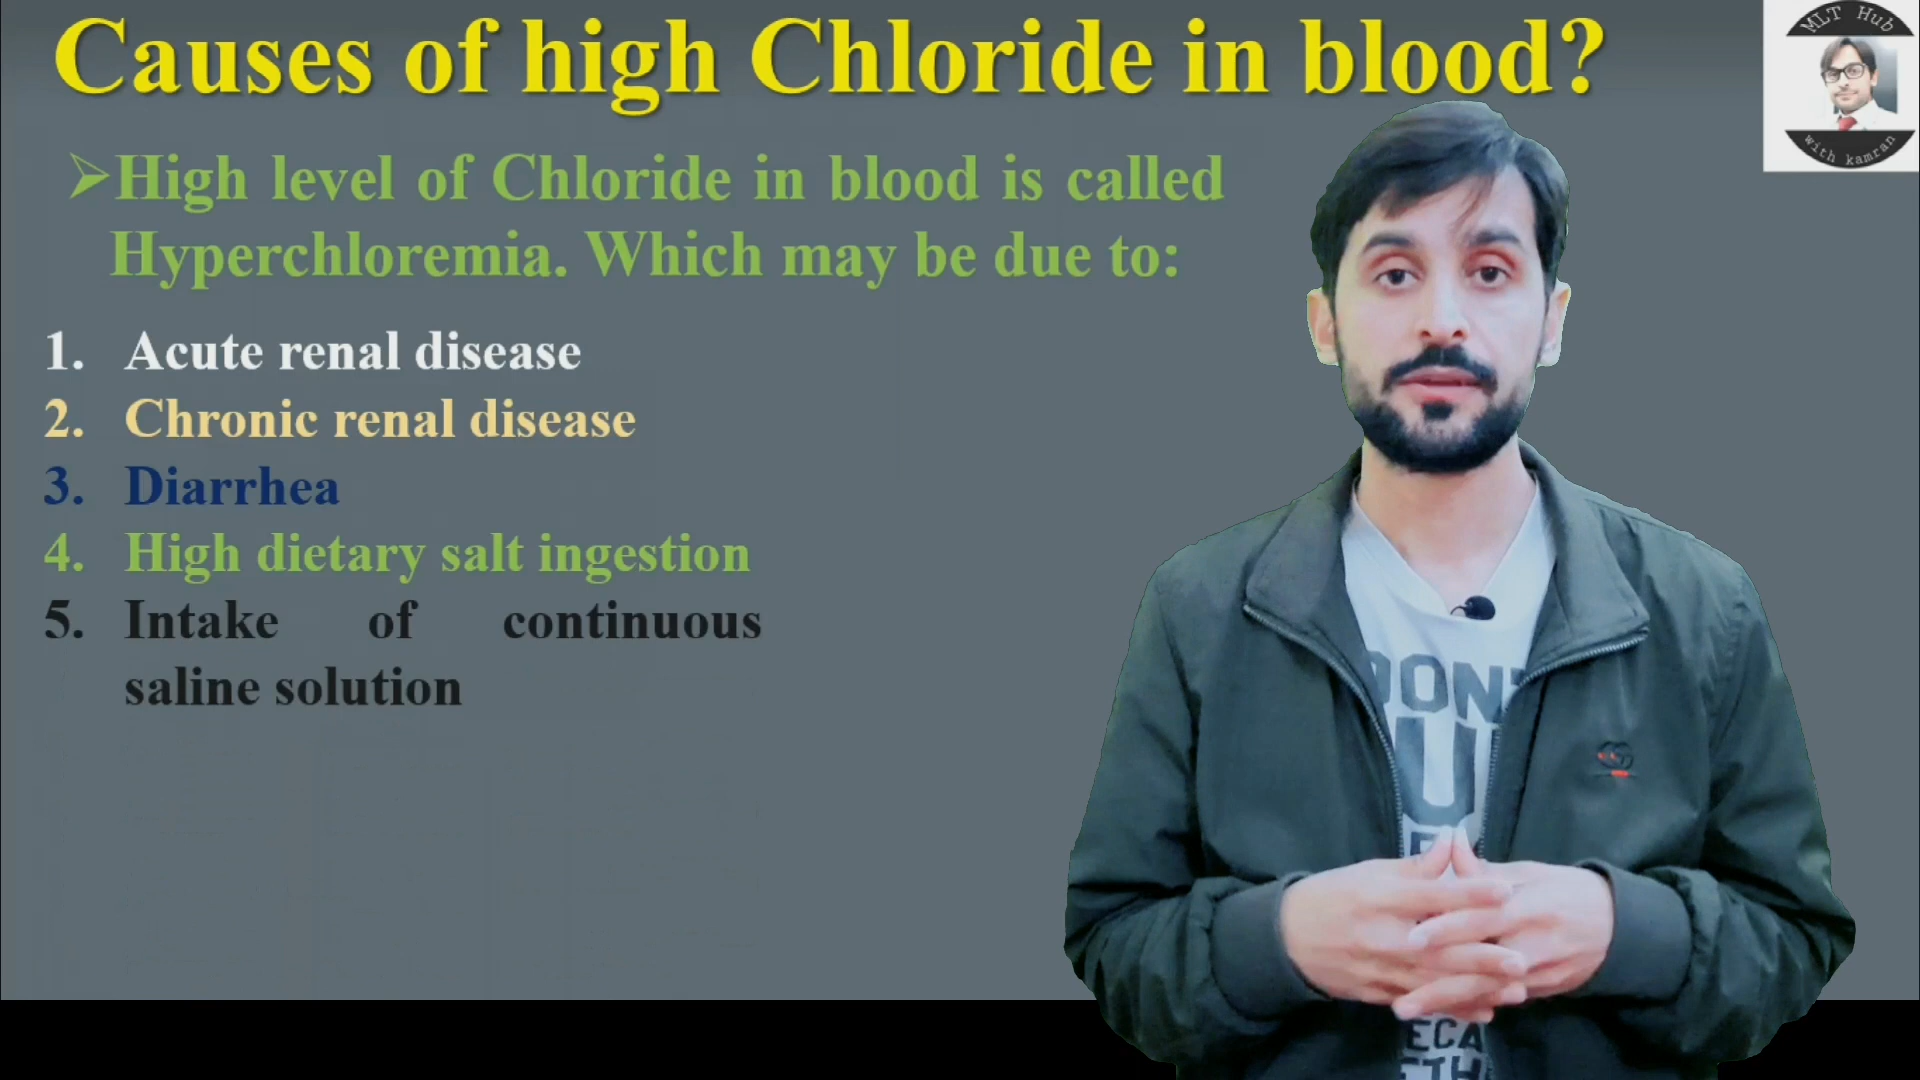 Causes of high Chloride in blood?
MLT Hub
with kamran
➤High level of Chloride in blood is called
Hyperchloremia. Which may be due to:
1. Acute renal disease
2. Chronic renal disease
3. Diarrhea
4. High dietary salt ingestion
5. Intake of continuous
saline solution